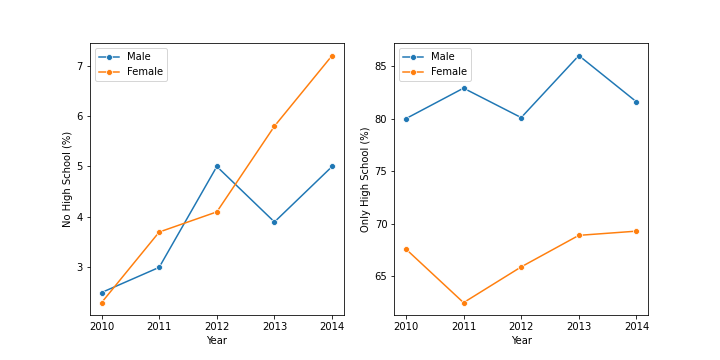 Male
Female
7
6
5
4
3
No High School (%)
2010 2011 2012 2013 2014
Year
Male
Female
85
80
75
70
65
Only High School (%)
2010 2011 2012 2013 2014
Year